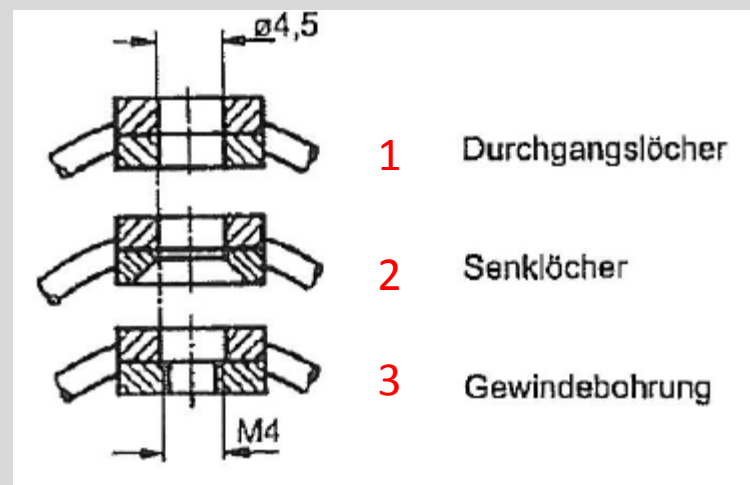 ø4,5
1 Durchgangslöcher
2 Senklöcher
3 Gewindebohrung
M4